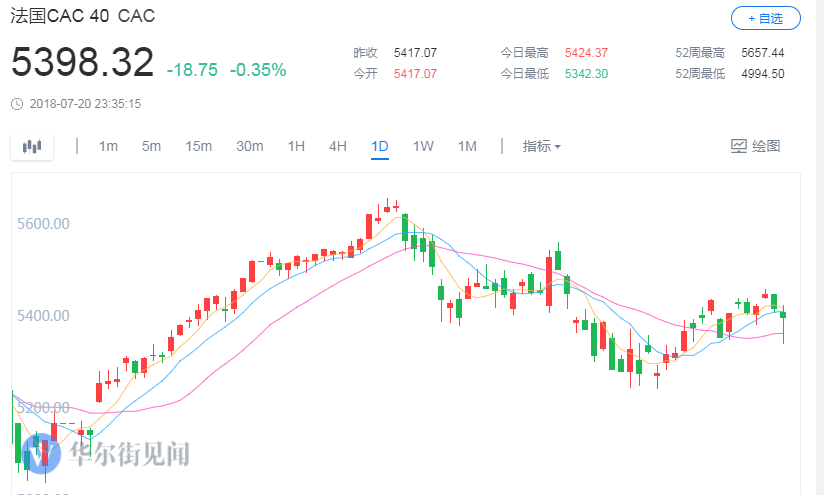 法国CAC 40 CAC
+ 自选
5398.32 -18.75 -0.35%
昨收 5417.07 今日最高 5424.37 52周最高 5657.44
今开 5417.07 今日最低 5342.30 52周最低 4994.50
2018-07-20 23:35:15
1m 5m 15m 30m 1H 4H 1D 1W 1M 指标 绘图
5600.00
5400.00
5200.00
华尔街见闻